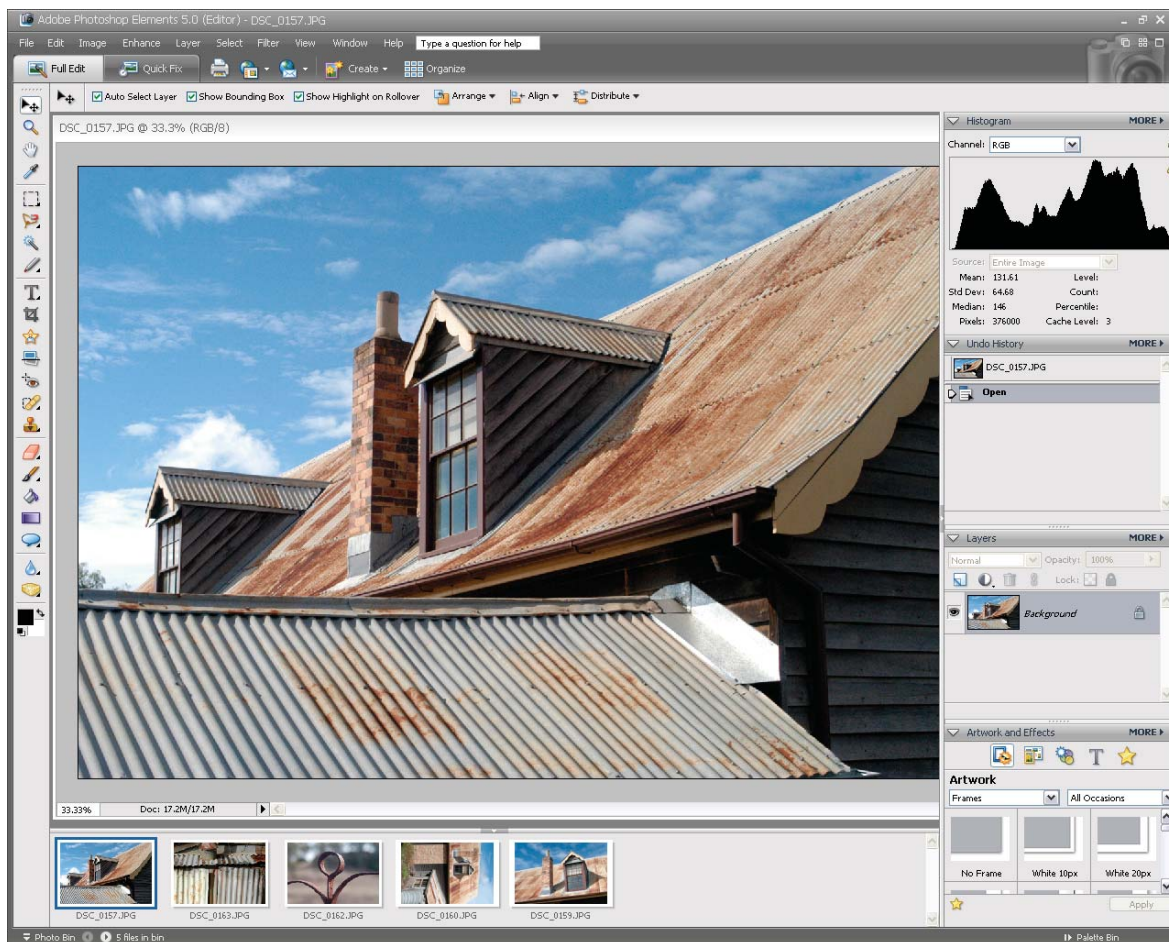 Adobe Photoshop Elements 5.0 (Editor) - DSC_0157.JPG
File Edit Image Enhance Layer Select Filter View Window Help Type a question for help
Full Edit Quick Fix Create Organize
Auto Select Layer Show Bounding Box Show Highlight on Rollover Arrange Align Distribute
DSC_0157.JPG @ 33.3% (RGB/8)
33.33% Doc: 17.2M/17.2M
Histogram MORE
Channel: RGB
Source: Entire Image
Mean: 131.61 Level:
Std Dev: 64.68 Count:
Median: 146 Percentile:
Pixels: 376000 Cache Level: 3
Undo History MORE
DSC_0157.JPG
Open
Layers MORE
Normal Opacity: 100%
Lock:
Background
Artwork and Effects MORE
T
Artwork
Frames All Occasions
No Frame White 10px White 20px
Apply
DSC_0157.JPG DSC_0163.JPG DSC_0162.JPG DSC_0160.JPG DSC_0159.JPG
Photo Bin 5 files in bin Palette Bin